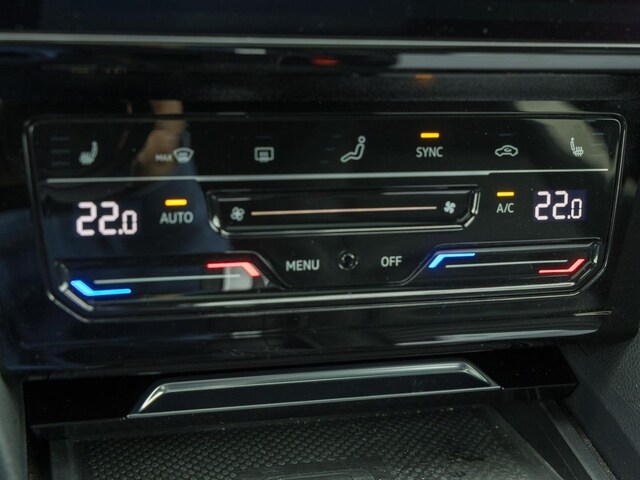 MAX SYNC
22.0 AUTO A/C 22.0
MENU OFF